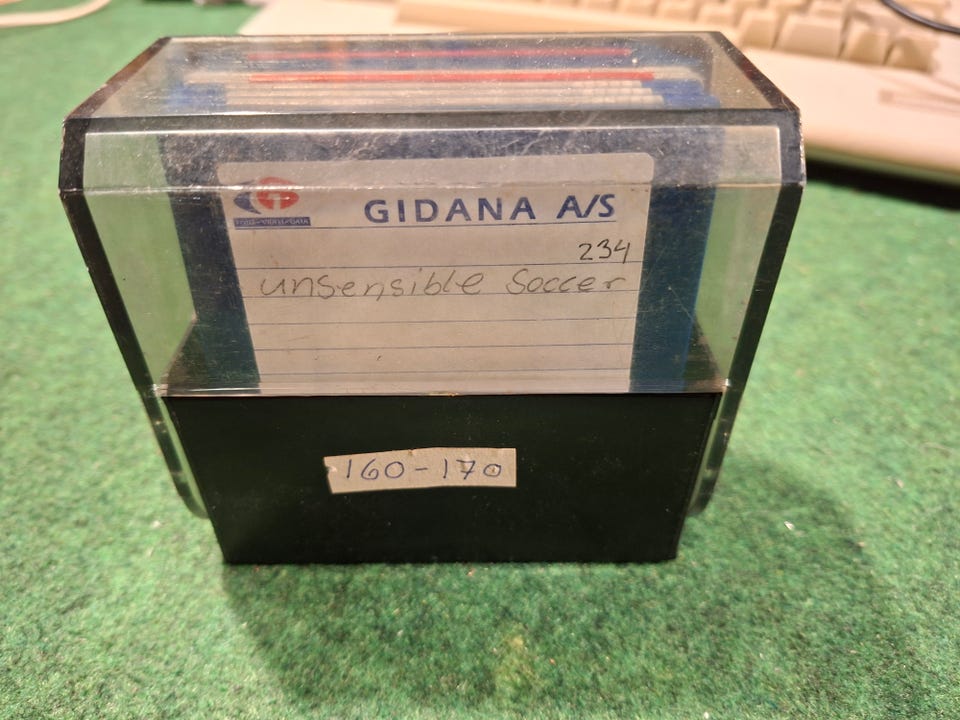 GIDANA A/S
234
unsensible Soccer
160-170